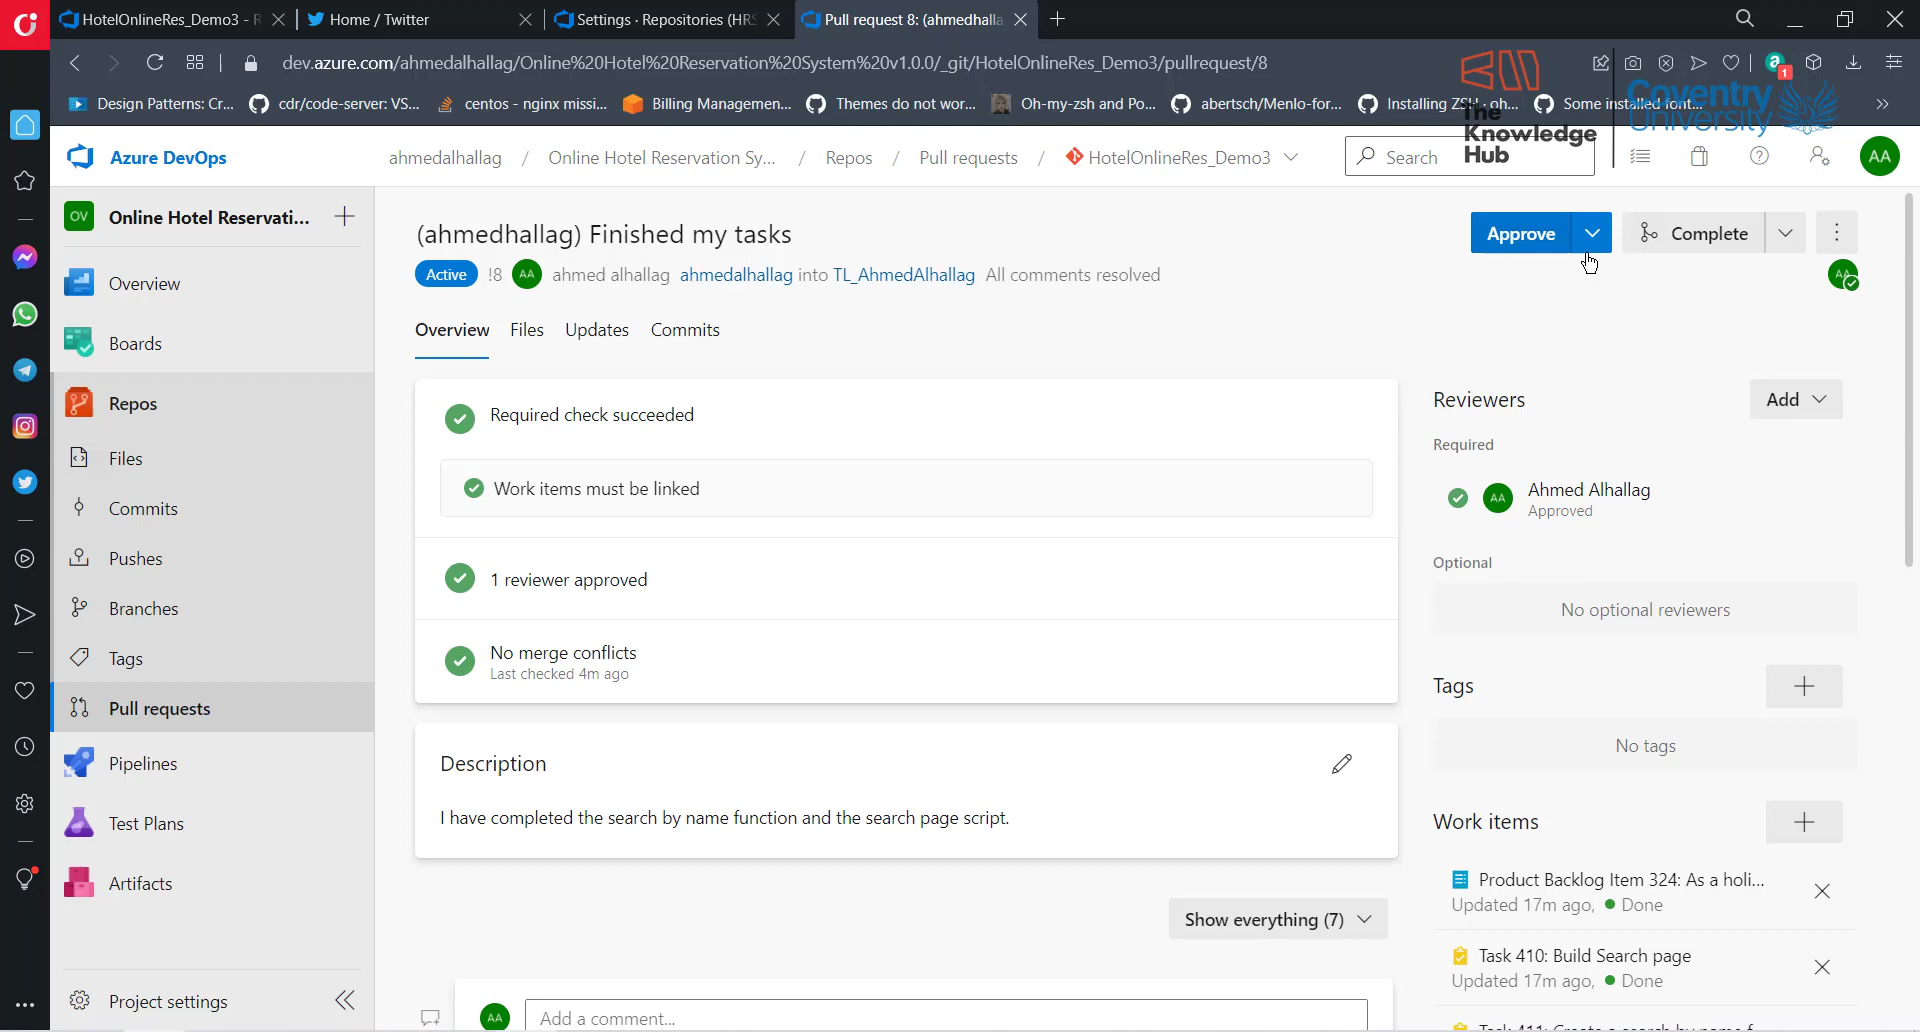 HotelOnlineRes_Demo3 - R
Home / Twitter
Settings · Repositories (HRS
Pull request 8: (ahmedhalla
dev.azure.com/ahmedalhallag/Online%20Hotel%20Reservation%20System%20v1.0.0/_git/HotelOnlineRes_Demo3/pullrequest/8
1
Design Patterns: Cr...
cdr/code-server: VS...
centos - nginx missi...
Billing Managemen...
Themes do not wor...
Oh-my-zsh and Po...
abertsch/Menlo-for...
Installing ZSH · oh...
Some installed font...
The
Knowledge
Hub
Coventry
University
Azure DevOps
ahmedalhallag / Online Hotel Reservation Sy... / Repos / Pull requests / HotelOnlineRes_Demo3
Search
AA
OV
Online Hotel Reservati...
Overview
Boards
Repos
Files
Commits
Pushes
Branches
Tags
Pull requests
Pipelines
Test Plans
Artifacts
Project settings
(ahmedhallag) Finished my tasks
Approve
Complete
Active !8 AA ahmed alhallag ahmedalhallag into TL_AhmedAlhallag All comments resolved
AA
Overview Files Updates Commits
Required check succeeded
Work items must be linked
1 reviewer approved
No merge conflicts
Last checked 4m ago
Description
I have completed the search by name function and the search page script.
Show everything (7)
AA
Add a comment...
Reviewers
Add
Required
AA
Ahmed Alhallag
Approved
Optional
No optional reviewers
Tags
No tags
Work items
Product Backlog Item 324: As a holi...
Updated 17m ago, Done
Task 410: Build Search page
Updated 17m ago, Done
Task 411: Create a search by name f